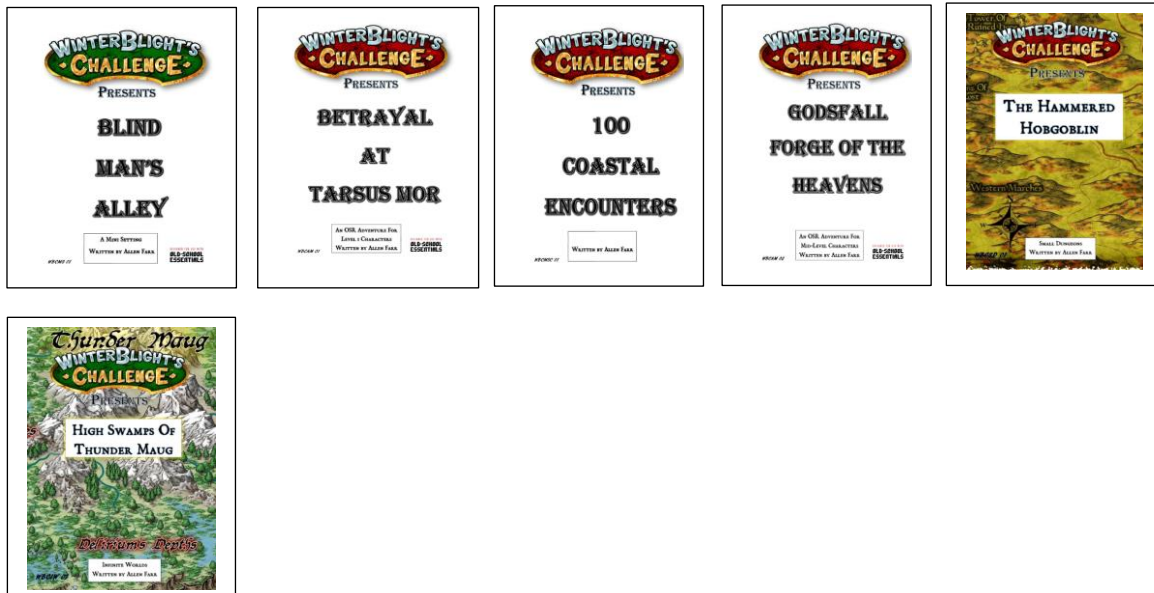 WINTERBLIGHT'S
CHALLENGE
PRESENTS
BLIND
MAN'S
ALLEY
A MINI SETTING
WRITTEN BY ALLEN FARR
OLD-SCHOOL
ESSENTIALS
WINTERBLIGHT'S
CHALLENGE
PRESENTS
BETRAYAL
AT
TARSUS MOR
AN OSR ADVENTURE FOR
LEVEL 1 CHARACTERS
WRITTEN BY ALLEN FARR
OLD-SCHOOL
ESSENTIALS
WINTERBLIGHT'S
CHALLENGE
PRESENTS
100
COASTAL
ENCOUNTERS
WRITTEN BY ALLEN FARR
WINTERBLIGHT'S
CHALLENGE
PRESENTS
GODSFALL
FORGE OF THE
HEAVENS
AN OSR ADVENTURE FOR
MID-LEVEL CHARACTERS
WRITTEN BY ALLEN FARR
OLD-SCHOOL
ESSENTIALS
Tower Of
Ruined
WINTERBLIGHT'S
CHALLENGE
PRESENTS
THE HAMMERED
HOBGOBLIN
Western Marches
SMALL DUNGEONS
WRITTEN BY ALLEN FARR
Thunder Maug
WINTERBLIGHT'S
CHALLENGE
PRESENTS
HIGH SWAMPS OF
THUNDER MAUG
Delirium's Depths
INFINITE WORLDS
WRITTEN BY ALLEN FARR